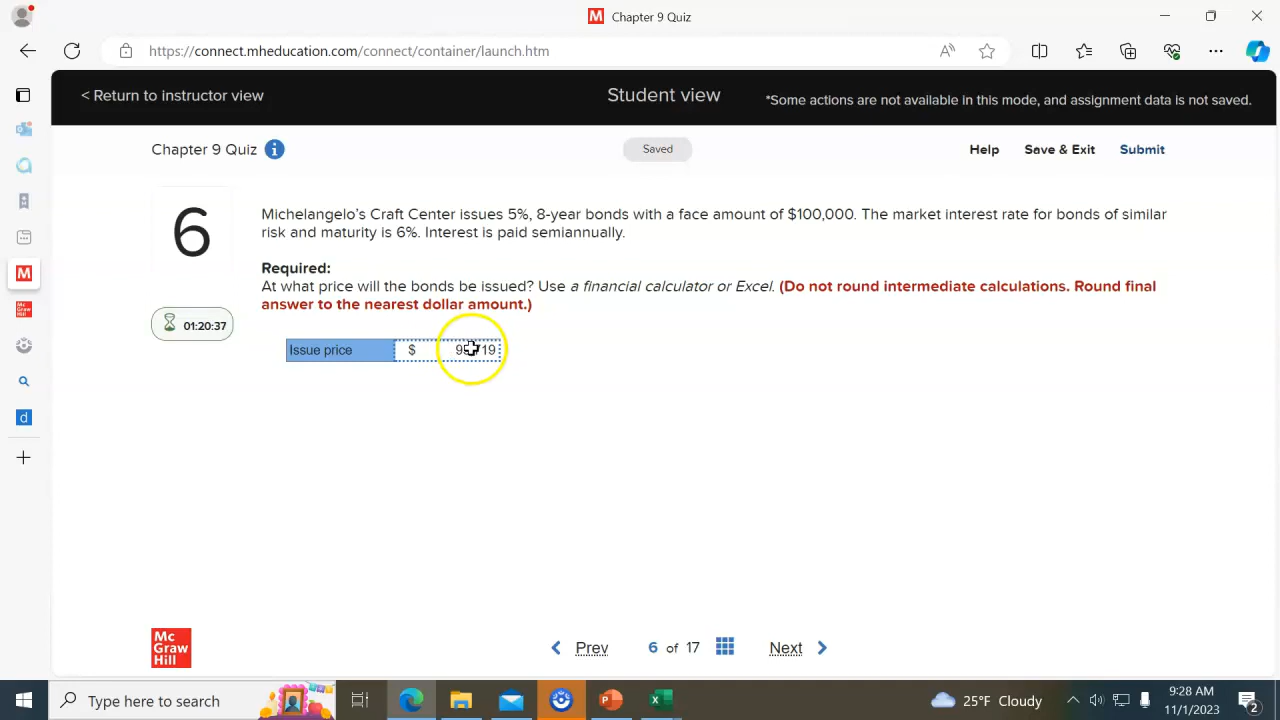 Chapter 9 Quiz
https://connect.mheducation.com/connect/container/launch.htm
< Return to instructor view
Student view
*Some actions are not available in this mode, and assignment data is not saved.
Chapter 9 Quiz
Saved
Help
Save & Exit
Submit
6
Michelangelo's Craft Center issues 5%, 8-year bonds with a face amount of $100,000. The market interest rate for bonds of similar
risk and maturity is 6%. Interest is paid semiannually.
Required:
At what price will the bonds be issued? Use a financial calculator or Excel. (Do not round intermediate calculations. Round final
answer to the nearest dollar amount.)
01:20:37
Issue price $
Mc
Graw
Hill
Prev 6 of 17 Next
Type here to search
25°F Cloudy
9:28 AM
11/1/2023
2